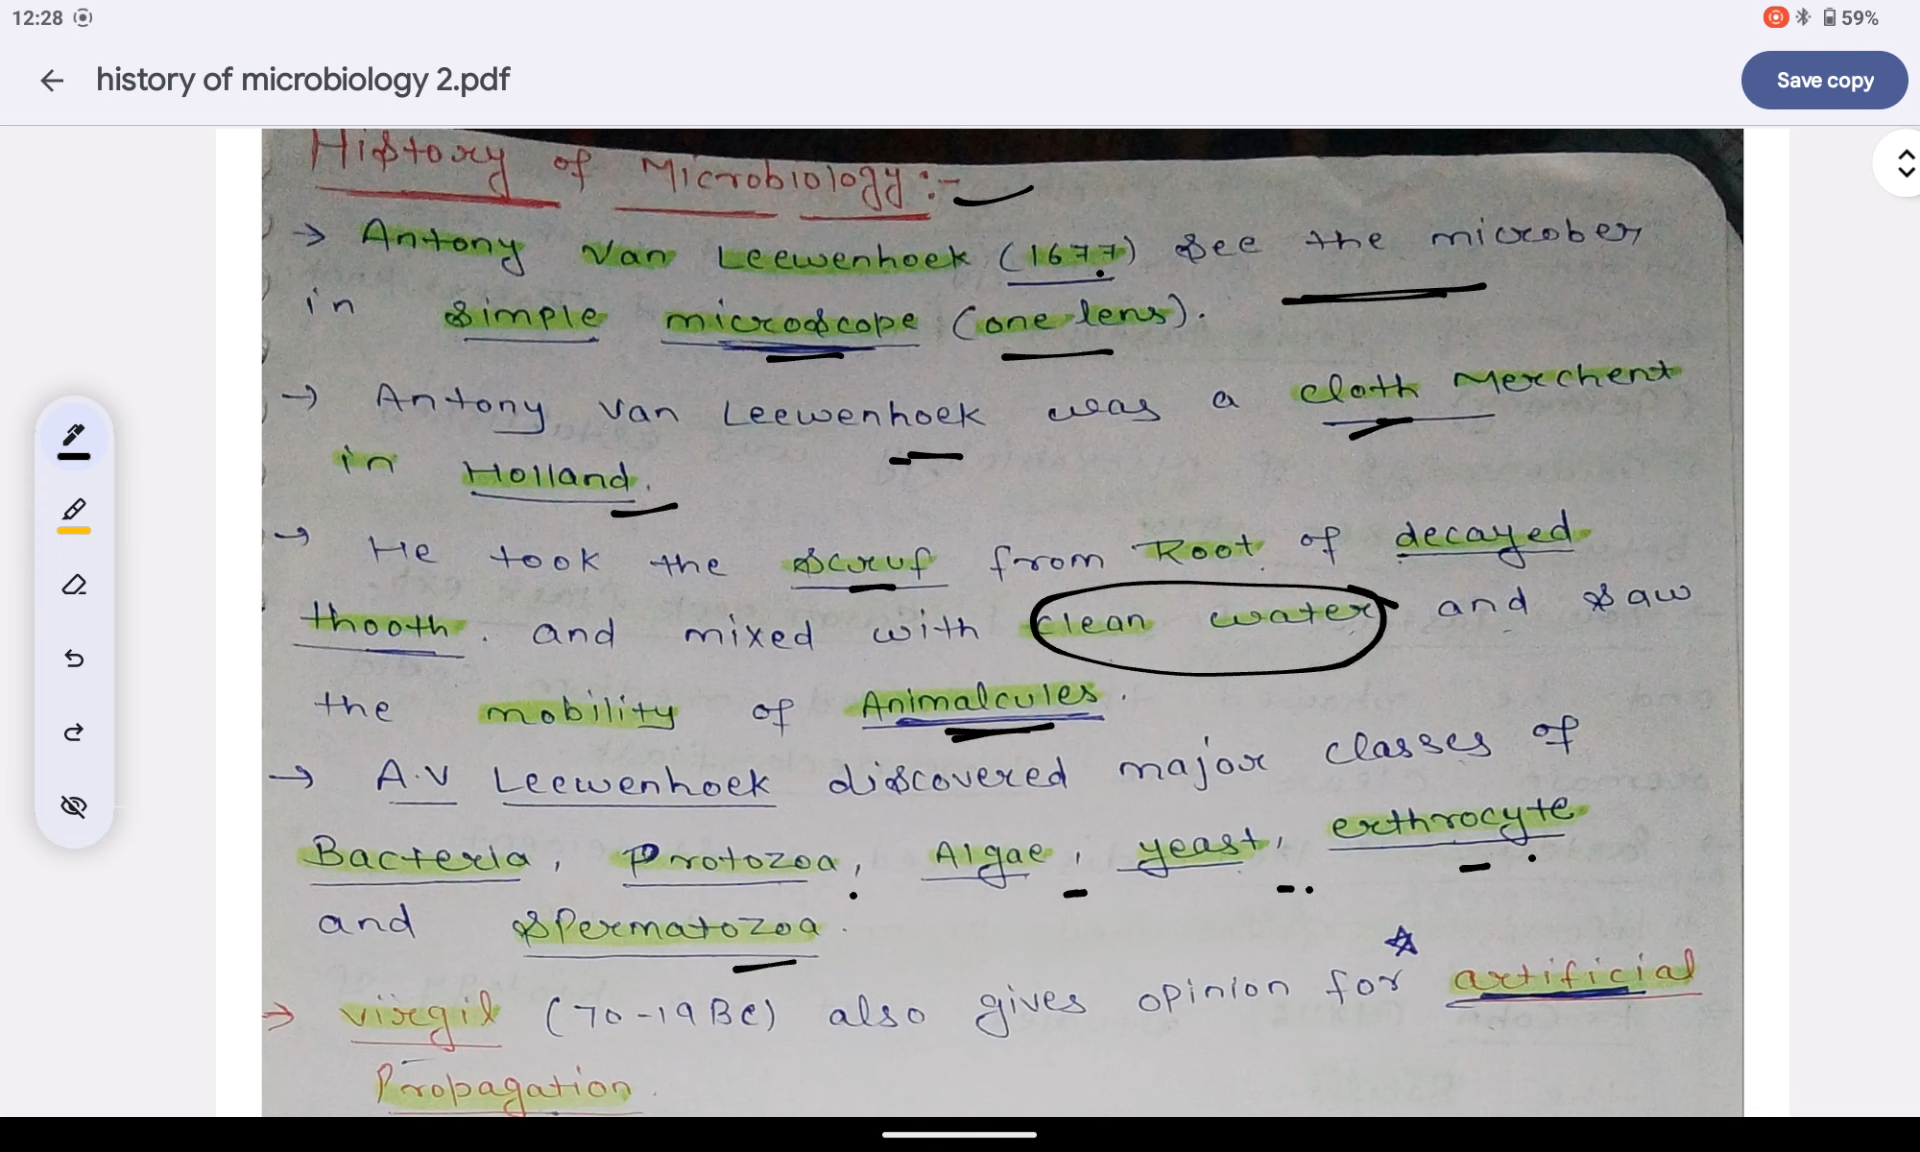 12:28
59%
history of microbiology 2.pdf
Save copy
History of Microbiology:-
→ Antony Van Leewenhoek (1677) see the microbes
in simple microscope (one lens).
→ Antony Van Leewenhoek was a cloth Merchent
in Holland.
→ He took the scruf from Root of decayed
thooth. and mixed with clean water and saw
the mobility of Animalcules.
→ A.V Leewenhoek discovered major classes of
Bacteria, Protozoa, Algae, yeast, erthrocyte
and spermatozoa.
→ virgil (70-19BC) also gives opinion for artificial
Propagation.